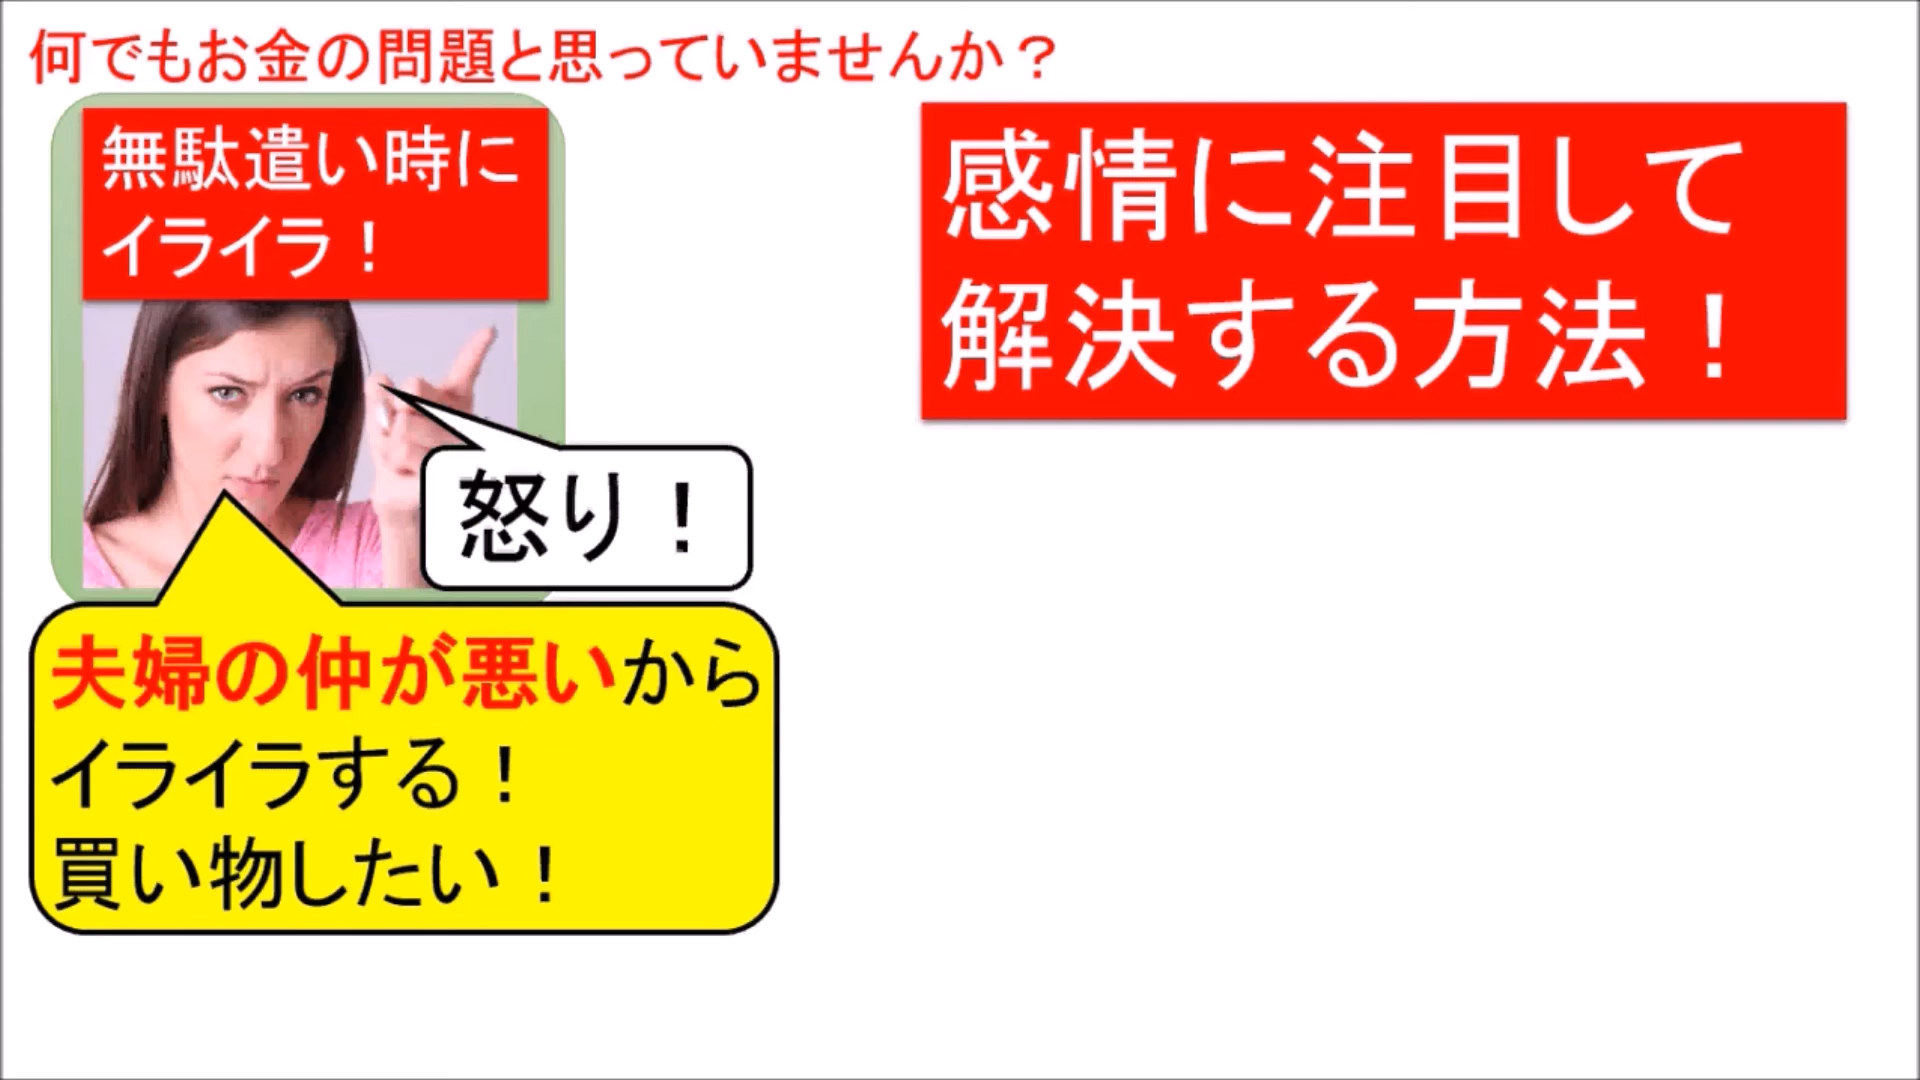 何でもお金の問題と思っていませんか？
無駄遣い時に
イライラ！
感情に注目して
解決する方法！
怒り！
夫婦の仲が悪いから
イライラする！
買い物したい！